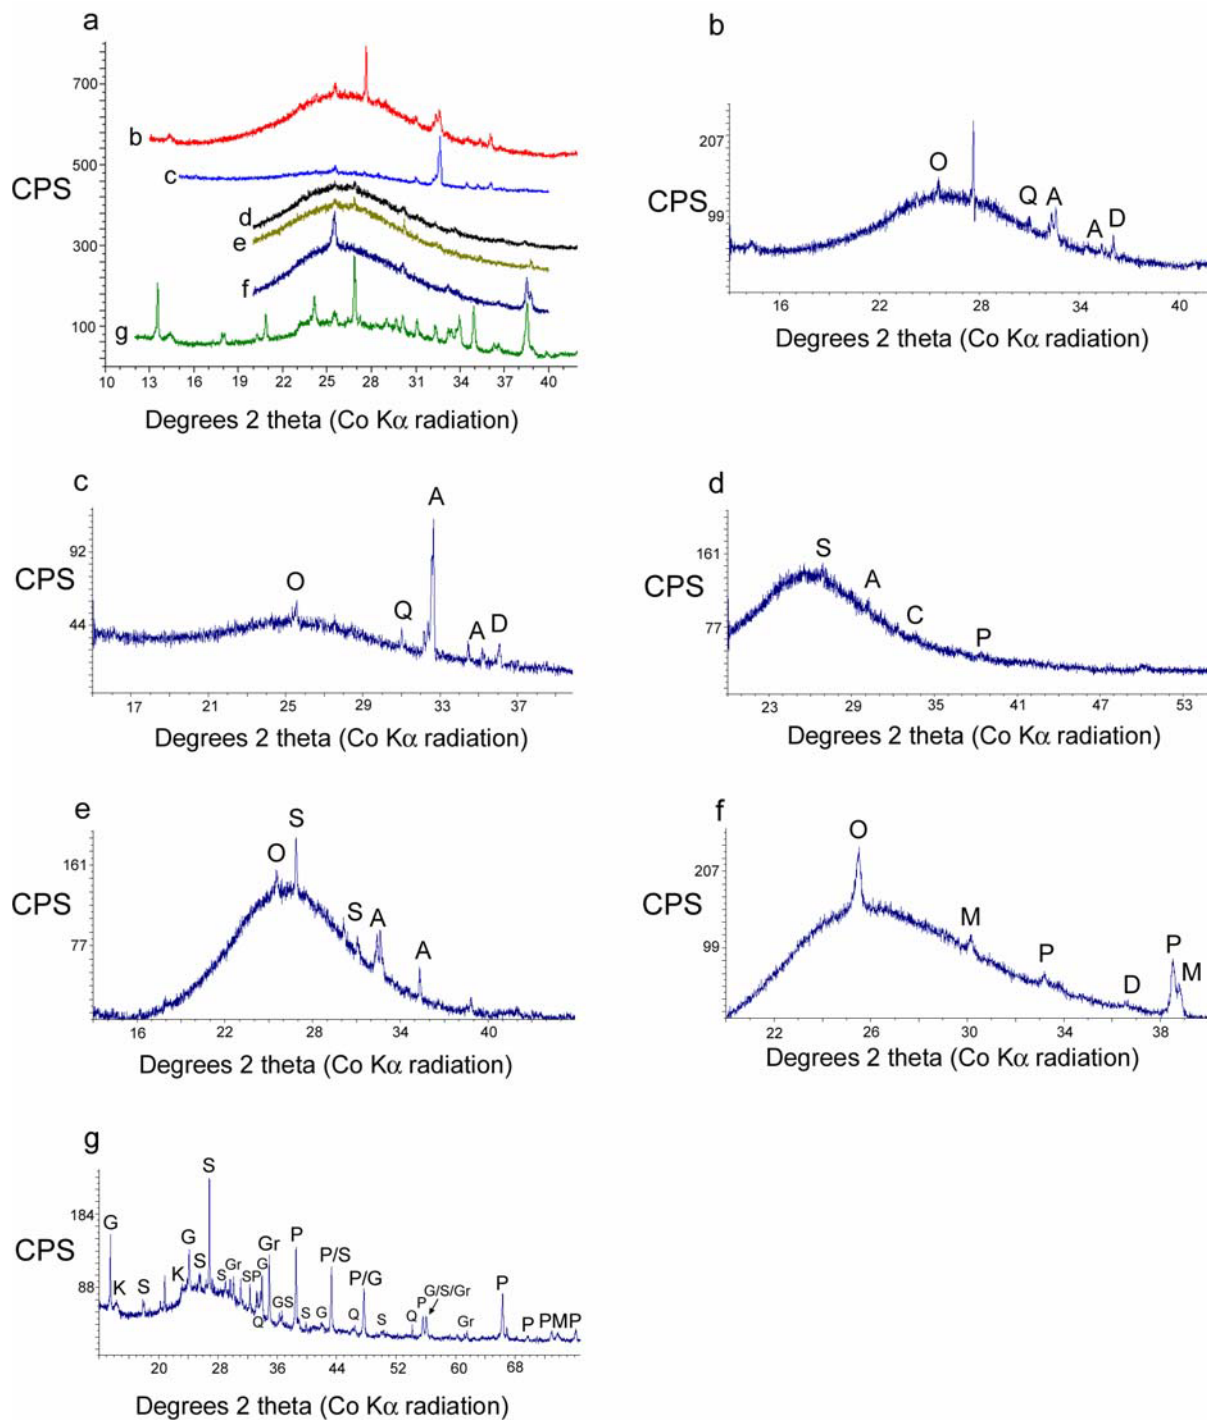 a
700
500
300
100
CPS
b
c
d
e
f
g
10 13 16 19 22 25 28 31 34 37 40
Degrees 2 theta (Co Kα radiation)
b
207
99
CPS
O
Q
A
A
D
16 22 28 34 40
Degrees 2 theta (Co Kα radiation)
c
92
44
CPS
O
Q
A
A
D
17 21 25 29 33 37
Degrees 2 theta (Co Kα radiation)
d
161
77
CPS
S
A
C
P
23 29 35 41 47 53
Degrees 2 theta (Co Kα radiation)
e
161
77
CPS
O
S
S
A
A
16 22 28 34 40
Degrees 2 theta (Co Kα radiation)
f
207
99
CPS
O
M
P
D
P
M
22 26 30 34 38
Degrees 2 theta (Co Kα radiation)
g
184
88
CPS
G
K
S
K
G
S
S
S
Gr
SP
Q
G
Gr
GS
P
S
G
P/S
Q
P/G
S
Q
P
G/S/Gr
Gr
P
P
PMP
20 28 36 44 52 60 68
Degrees 2 theta (Co Kα radiation)